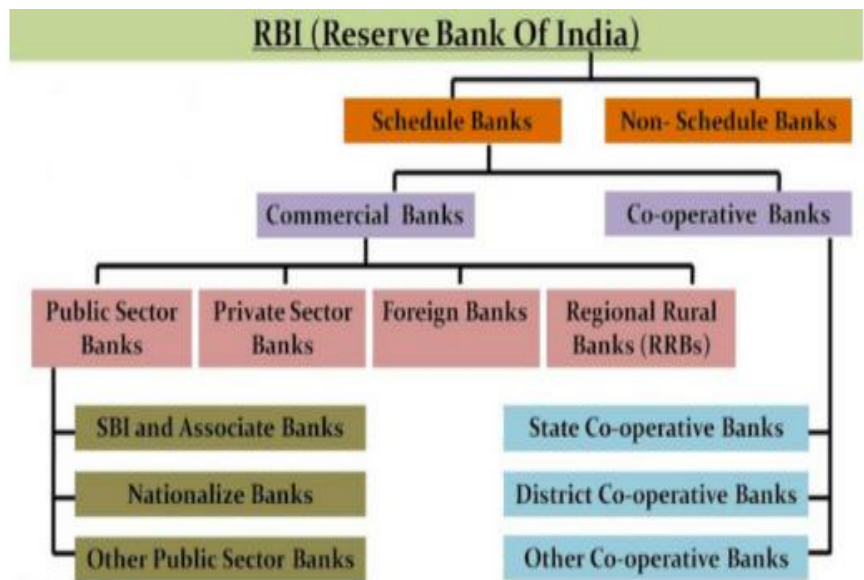 RBI (Reserve Bank Of India)
Schedule Banks
Non- Schedule Banks
Commercial Banks
Co-operative Banks
Public Sector
Banks
Private Sector
Banks
Foreign Banks
Regional Rural
Banks (RRBs)
SBI and Associate Banks
State Co-operative Banks
Nationalize Banks
District Co-operative Banks
Other Public Sector Banks
Other Co-operative Banks